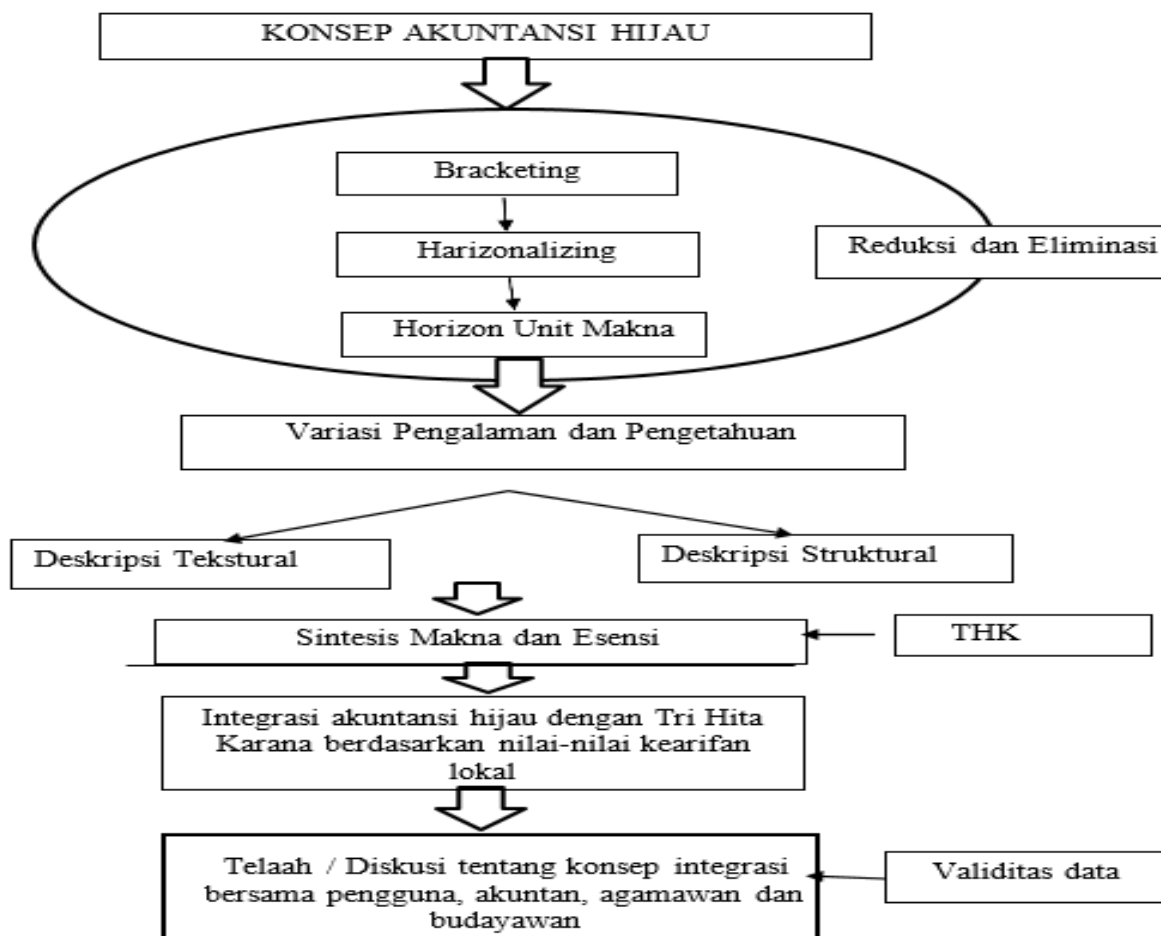 KONSEP AKUNTANSI HIJAU
Bracketing
Harizonalizing
Reduksi dan Eliminasi
Horizon Unit Makna
Variasi Pengalaman dan Pengetahuan
Deskripsi Tekstural
Deskripsi Struktural
Sintesis Makna dan Esensi
THK
Integrasi akuntansi hijau dengan Tri Hita
Karana berdasarkan nilai-nilai kearifan
lokal
Telaah / Diskusi tentang konsep integrasi
bersama pengguna, akuntan, agamawan dan
budayawan
Validitas data